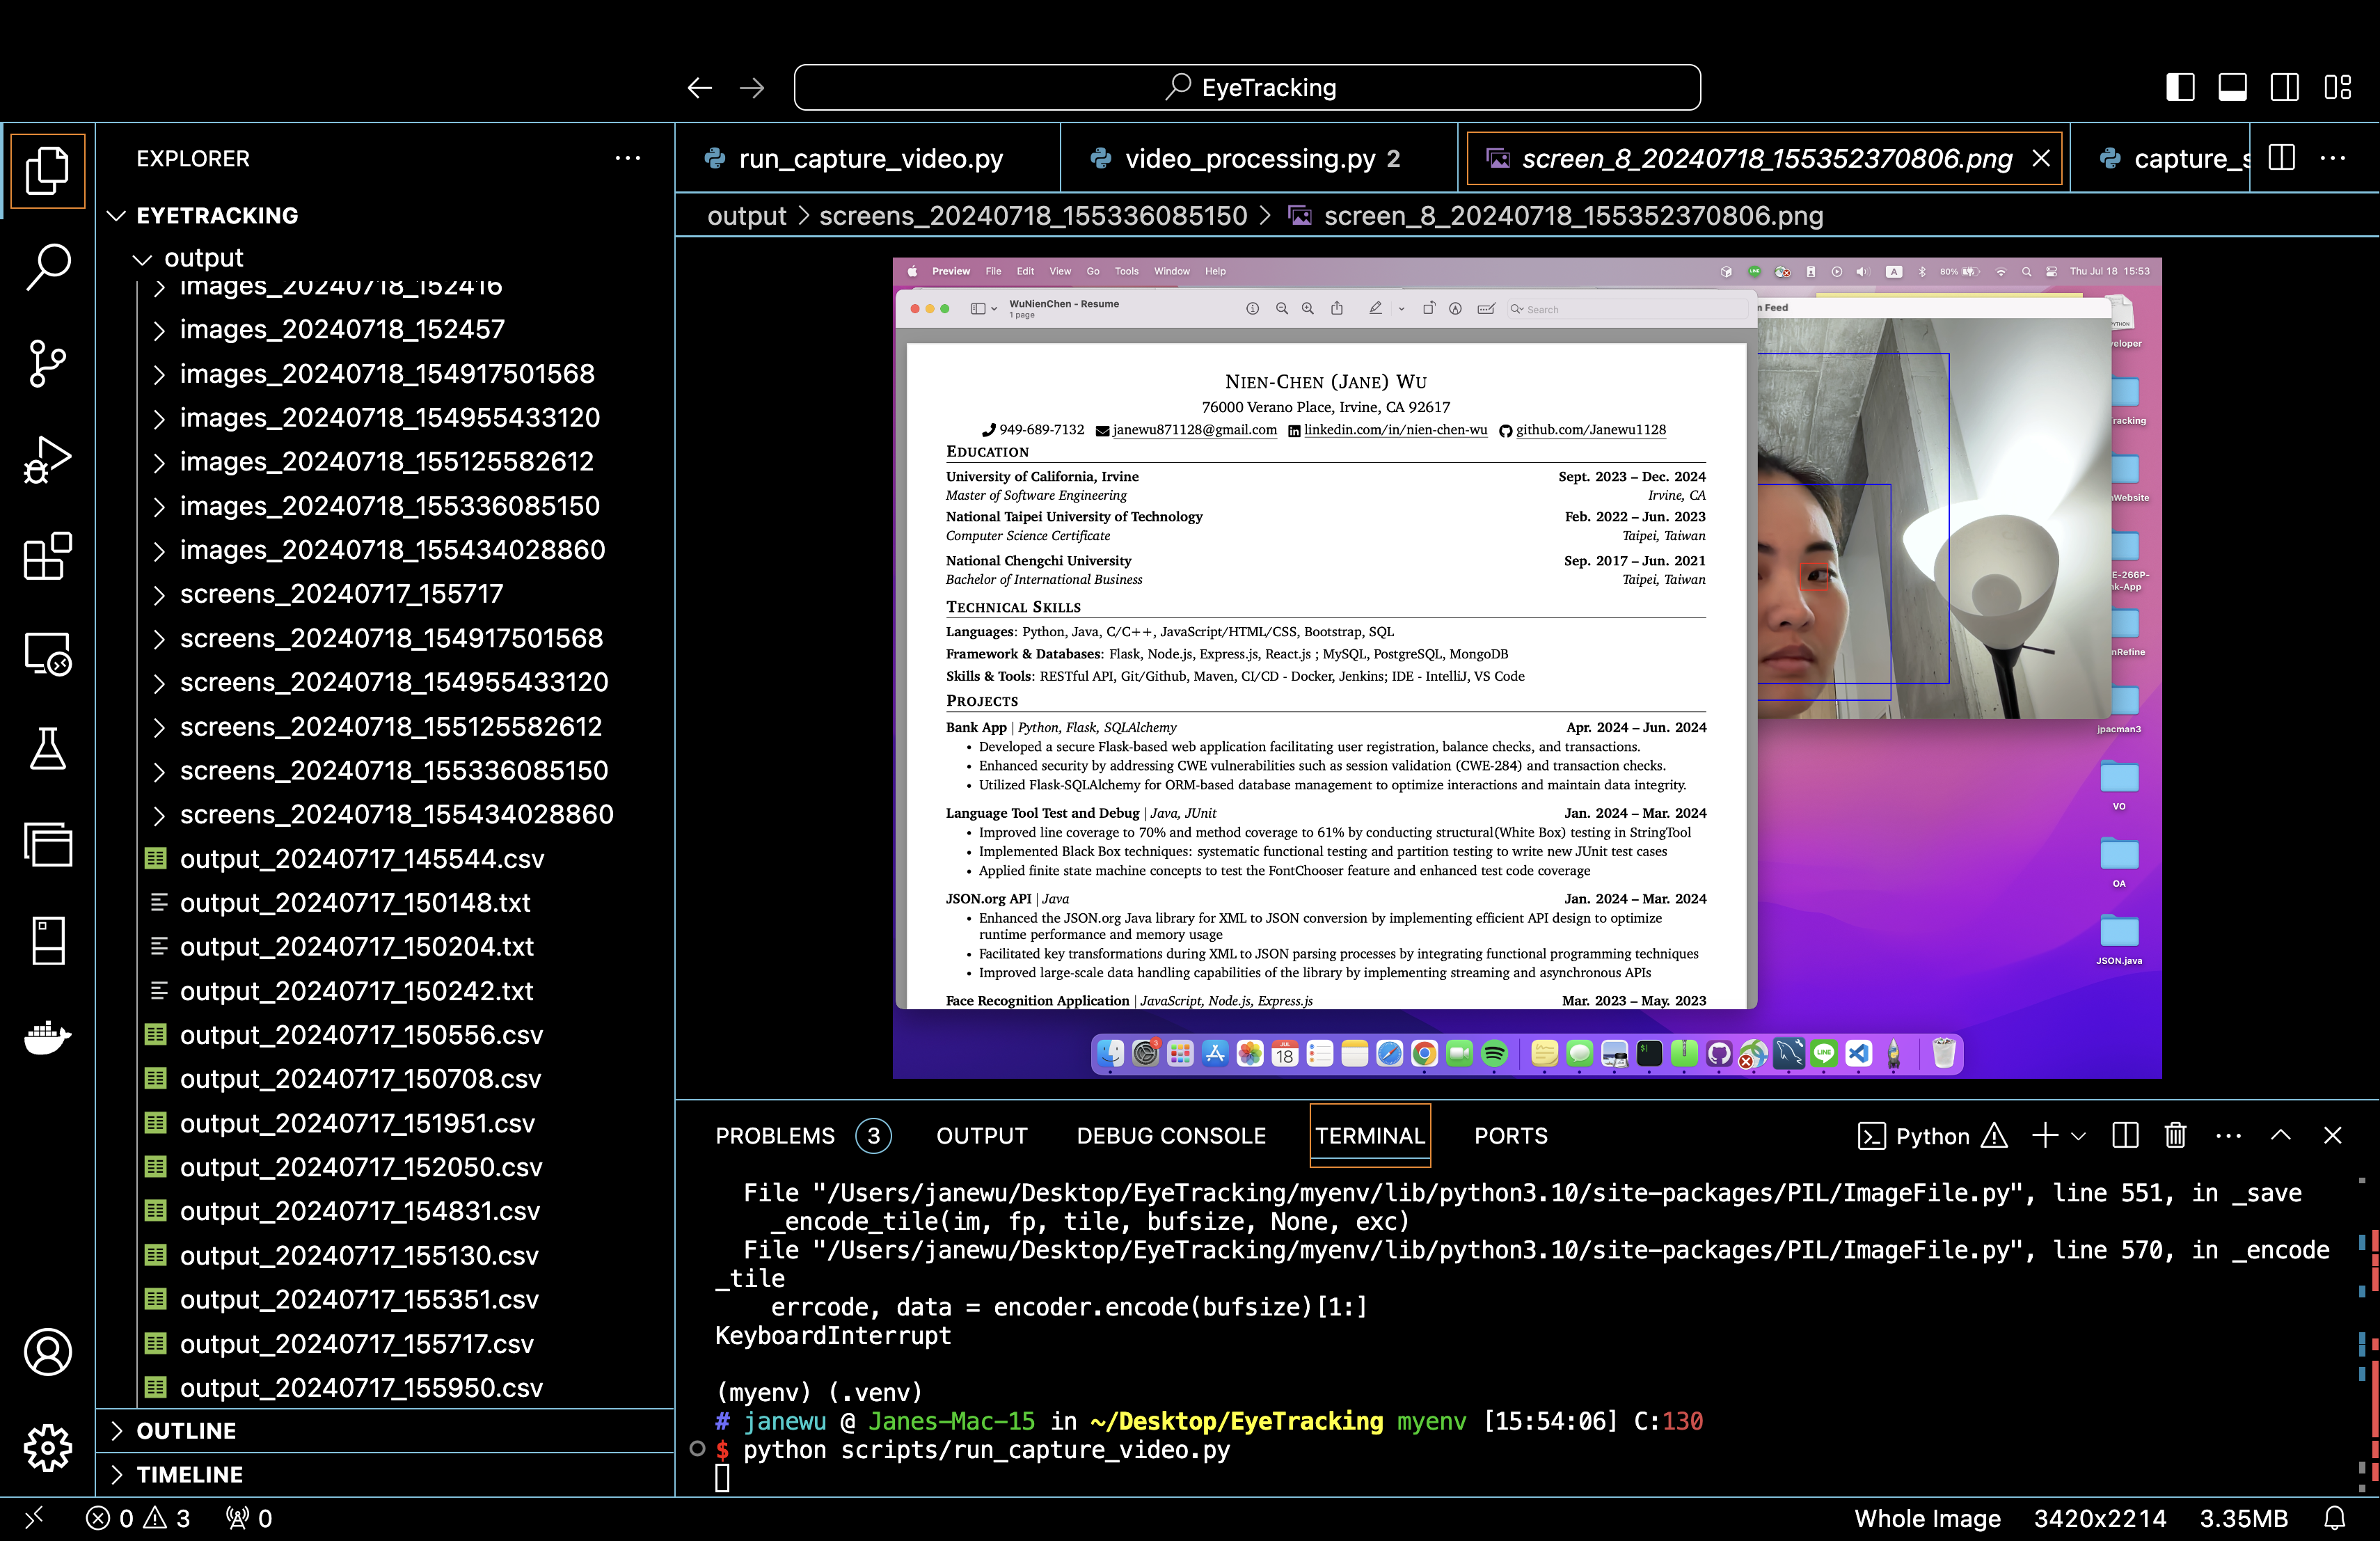 EyeTracking
EXPLORER
EYETRACKING
output
images_20240718_152416
images_20240718_152457
images_20240718_154917501568
images_20240718_154955433120
images_20240718_155125582612
images_20240718_155336085150
images_20240718_155434028860
screens_20240717_155717
screens_20240718_154917501568
screens_20240718_154955433120
screens_20240718_155125582612
screens_20240718_155336085150
screens_20240718_155434028860
output_20240717_145544.csv
output_20240717_150148.txt
output_20240717_150204.txt
output_20240717_150242.txt
output_20240717_150556.csv
output_20240717_150708.csv
output_20240717_151951.csv
output_20240717_152050.csv
output_20240717_154831.csv
output_20240717_155130.csv
output_20240717_155351.csv
output_20240717_155717.csv
output_20240717_155950.csv
OUTLINE
TIMELINE
run_capture_video.py
video_processing.py 2
screen_8_20240718_155352370806.png
capture_s
output > screens_20240718_155336085150 > screen_8_20240718_155352370806.png
Preview File Edit View Go Tools Window Help
A 80% Thu Jul 18 15:53
WuNienChen - Resume
1 page
Search
n Feed
Nien-Chen (Jane) Wu
76000 Verano Place, Irvine, CA 92617
949-689-7132 janewu871128@gmail.com linkedin.com/in/nien-chen-wu github.com/Janewu1128
Education
University of California, Irvine Sept. 2023 – Dec. 2024
Master of Software Engineering Irvine, CA
National Taipei University of Technology Feb. 2022 – Jun. 2023
Computer Science Certificate Taipei, Taiwan
National Chengchi University Sep. 2017 – Jun. 2021
Bachelor of International Business Taipei, Taiwan
Technical Skills
Languages: Python, Java, C/C++, JavaScript/HTML/CSS, Bootstrap, SQL
Framework & Databases: Flask, Node.js, Express.js, React.js ; MySQL, PostgreSQL, MongoDB
Skills & Tools: RESTful API, Git/Github, Maven, CI/CD - Docker, Jenkins; IDE - IntelliJ, VS Code
Projects
Bank App | Python, Flask, SQLAlchemy Apr. 2024 – Jun. 2024
• Developed a secure Flask-based web application facilitating user registration, balance checks, and transactions.
• Enhanced security by addressing CWE vulnerabilities such as session validation (CWE-284) and transaction checks.
• Utilized Flask-SQLAlchemy for ORM-based database management to optimize interactions and maintain data integrity.
Language Tool Test and Debug | Java, JUnit Jan. 2024 – Mar. 2024
• Improved line coverage to 70% and method coverage to 61% by conducting structural(White Box) testing in StringTool
• Implemented Black Box techniques: systematic functional testing and partition testing to write new JUnit test cases
• Applied finite state machine concepts to test the FontChooser feature and enhanced test code coverage
JSON.org API | Java Jan. 2024 – Mar. 2024
• Enhanced the JSON.org Java library for XML to JSON conversion by implementing efficient API design to optimize
runtime performance and memory usage
• Facilitated key transformations during XML to JSON parsing processes by integrating functional programming techniques
• Improved large-scale data handling capabilities of the library by implementing streaming and asynchronous APIs
Face Recognition Application | JavaScript, Node.js, Express.js Mar. 2023 – May. 2023
veloper
racking
Website
E-266P-
k-App
nRefine
jpacman3
VO
OA
JSON.java
PROBLEMS 3 OUTPUT DEBUG CONSOLE TERMINAL PORTS
Python
File "/Users/janewu/Desktop/EyeTracking/myenv/lib/python3.10/site-packages/PIL/ImageFile.py", line 551, in _save
_encode_tile(im, fp, tile, bufsize, None, exc)
File "/Users/janewu/Desktop/EyeTracking/myenv/lib/python3.10/site-packages/PIL/ImageFile.py", line 570, in _encode
_tile
errcode, data = encoder.encode(bufsize)[1:]
KeyboardInterrupt
(myenv) (.venv)
# janewu @ Janes-Mac-15 in ~/Desktop/EyeTracking myenv [15:54:06] C:130
$ python scripts/run_capture_video.py
0 3 0
Whole Image 3420x2214 3.35MB